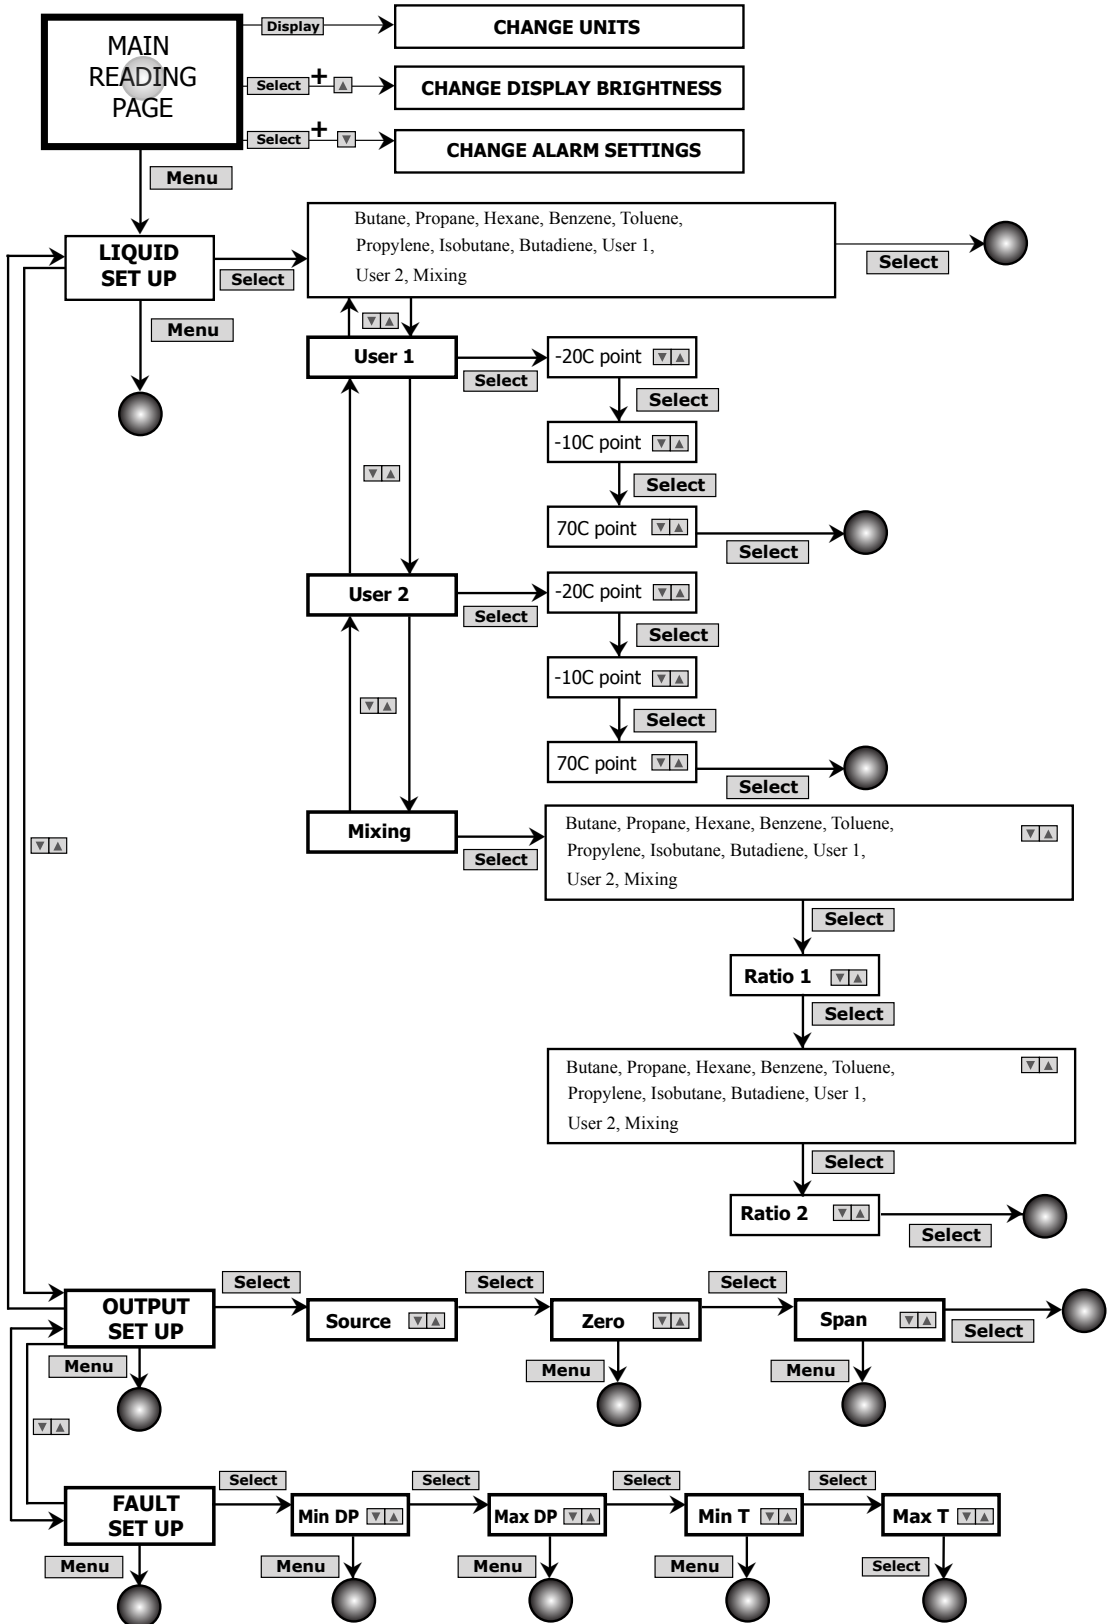 MAIN
READING
PAGE
Display
CHANGE UNITS
Select + ▲
CHANGE DISPLAY BRIGHTNESS
Select + ▼
CHANGE ALARM SETTINGS
Menu
LIQUID
SET UP
Select
Butane, Propane, Hexane, Benzene, Toluene,
Propylene, Isobutane, Butadiene, User 1,
User 2, Mixing
Select
Menu
▼▲
User 1
Select
-20C point ▼▲
Select
-10C point ▼▲
Select
70C point ▼▲
Select
▼▲
User 2
Select
-20C point ▼▲
Select
-10C point ▼▲
Select
70C point ▼▲
Select
▼▲
Mixing
Select
Butane, Propane, Hexane, Benzene, Toluene, ▼▲
Propylene, Isobutane, Butadiene, User 1,
User 2, Mixing
Select
Ratio 1 ▼▲
Select
Butane, Propane, Hexane, Benzene, Toluene, ▼▲
Propylene, Isobutane, Butadiene, User 1,
User 2, Mixing
Select
Ratio 2 ▼▲
Select
▼▲
OUTPUT
SET UP
Select
Source ▼▲
Select
Zero ▼▲
Select
Span ▼▲
Select
Menu
Menu
Menu
▼▲
FAULT
SET UP
Select
Min DP ▼▲
Select
Max DP ▼▲
Select
Min T ▼▲
Select
Max T ▼▲
Menu
Menu
Menu
Menu
Select